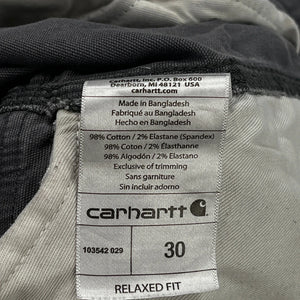 Carhartt, Inc. P.O. Box 600
Dearborn, MI 48121 USA
carhartt.com
Made in Bangladesh
Fabriqué au Bangladesh
Hecho en Bangladesh
98% Cotton / 2% Elastane (Spandex)
98% Coton / 2% Élasthanne
98% Algodón / 2% Elastano
Exclusive of trimming
Sans garniture
Sin incluir adorno
carhartt
103542 029
30
RELAXED FIT